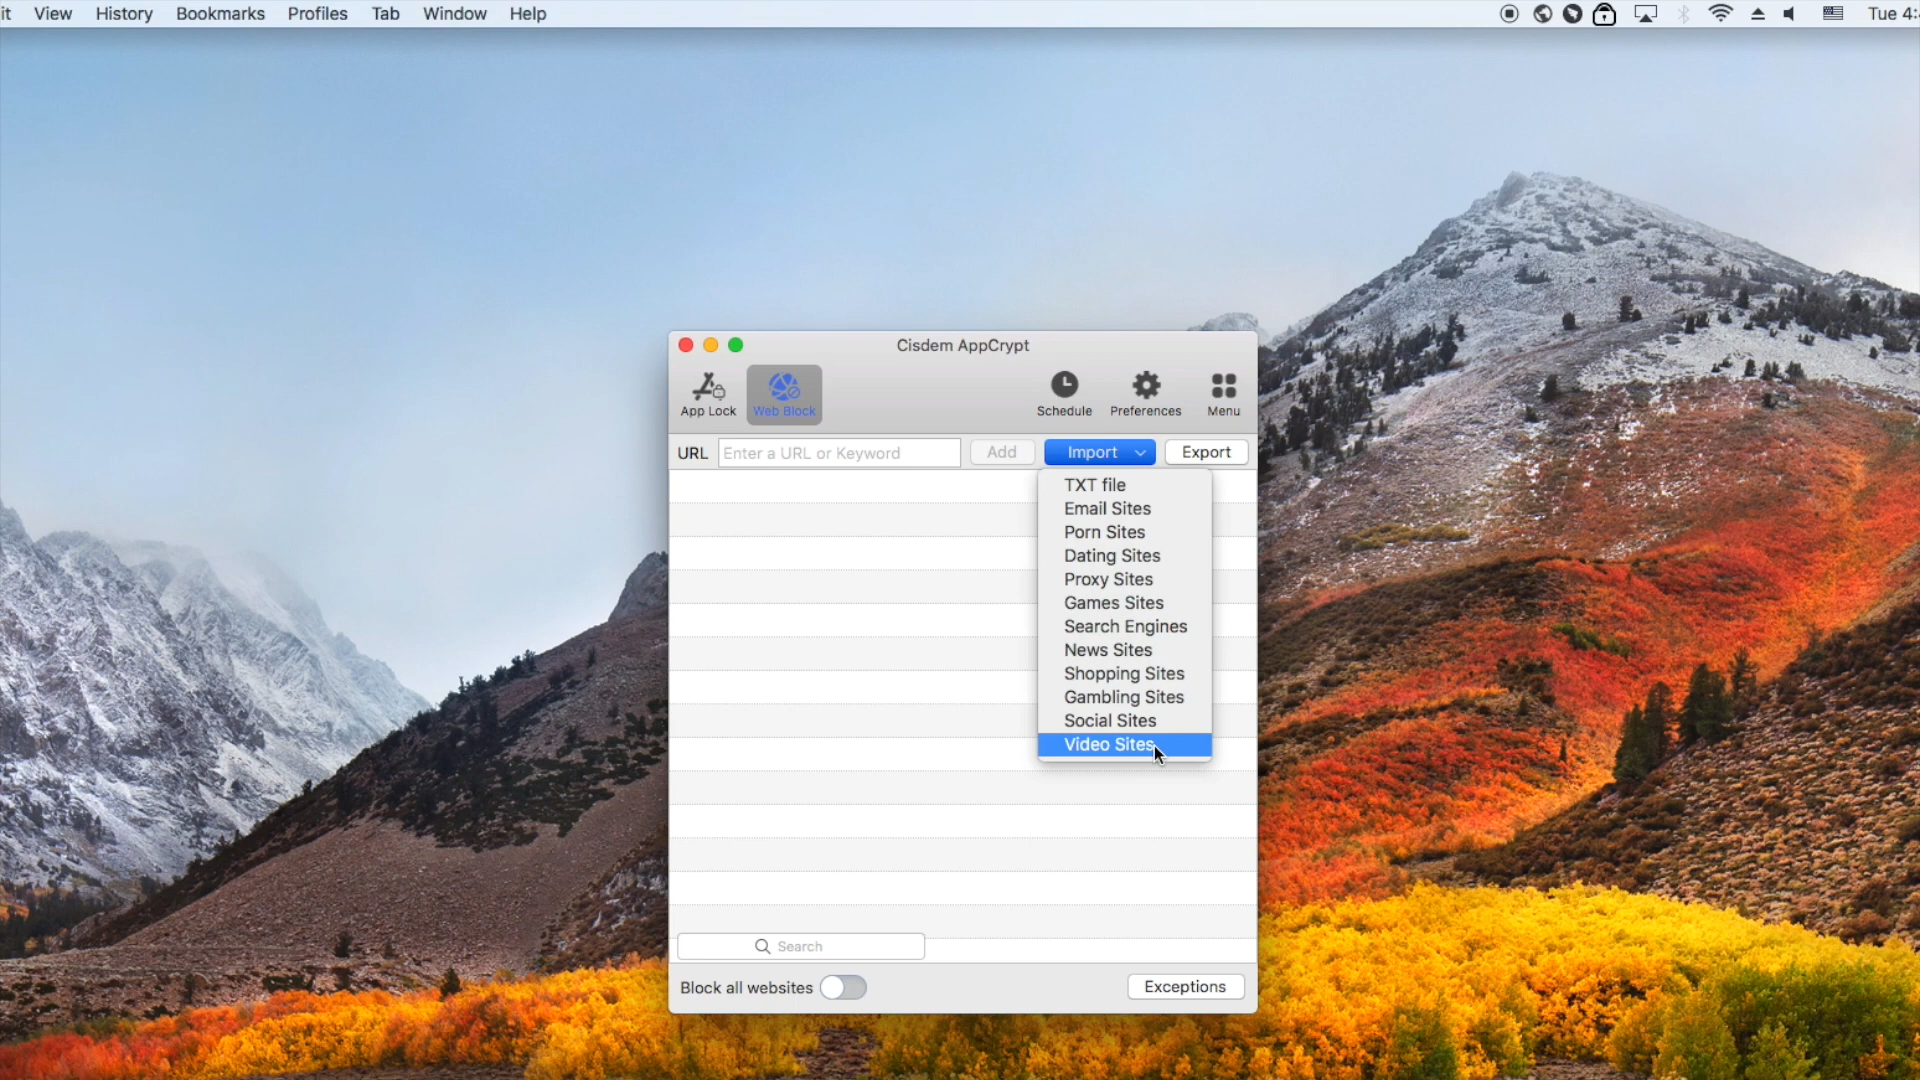 it View History Bookmarks Profiles Tab Window Help Tue 4:
Cisdem AppCrypt
App Lock Web Block Schedule Preferences Menu
URL Enter a URL or Keyword Add Import Export
TXT file
Email Sites
Porn Sites
Dating Sites
Proxy Sites
Games Sites
Search Engines
News Sites
Shopping Sites
Gambling Sites
Social Sites
Video Sites
Search
Block all websites Exceptions